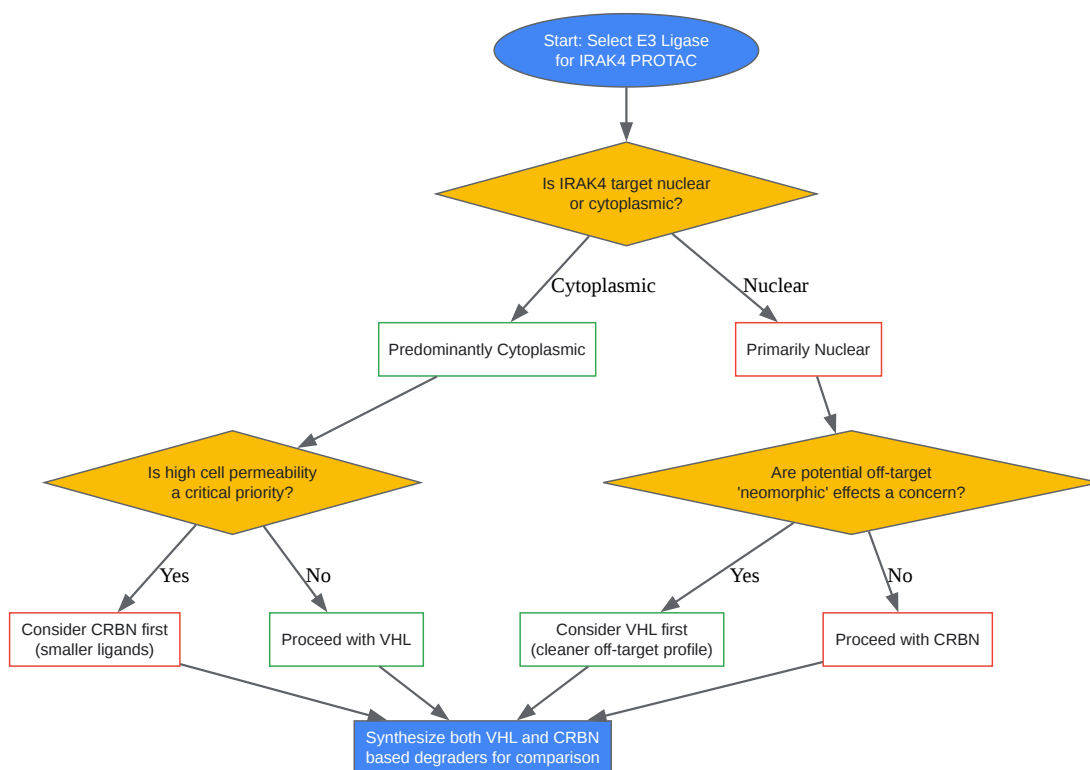 Start: Select E3 Ligase
for IRAK4 PROTAC
Is IRAK4 target nuclear
or cytoplasmic?
Cytoplasmic
Nuclear
Predominantly Cytoplasmic
Primarily Nuclear
Is high cell permeability
a critical priority?
Are potential off-target
'neomorphic' effects a concern?
Yes
No
Yes
No
Consider CRBN first
(smaller ligands)
Proceed with VHL
Consider VHL first
(cleaner off-target profile)
Proceed with CRBN
Synthesize both VHL and CRBN
based degraders for comparison